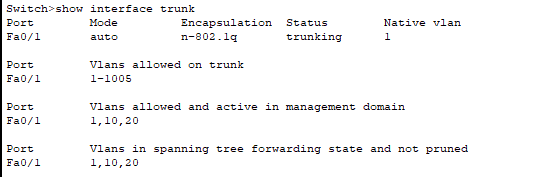 Switch>show interface trunk
Port Mode Encapsulation Status Native vlan
Fa0/1 auto n-802.1q trunking 1
Port Vlans allowed on trunk
Fa0/1 1-1005
Port Vlans allowed and active in management domain
Fa0/1 1,10,20
Port Vlans in spanning tree forwarding state and not pruned
Fa0/1 1,10,20